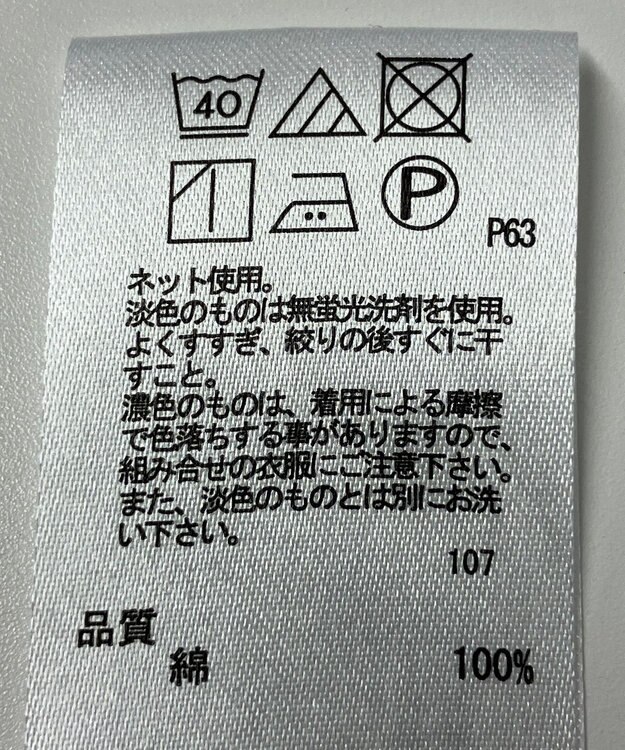 40
P
P63
ネット使用。
淡色のものは無蛍光洗剤を使用。
よくすすぎ、絞りの後すぐに干
すこと。
濃色のものは、着用による摩擦
で色落ちする事がありますので、
組み合せの衣服にご注意下さい。
また、淡色のものとは別にお洗
い下さい。
107
品質
綿 100%